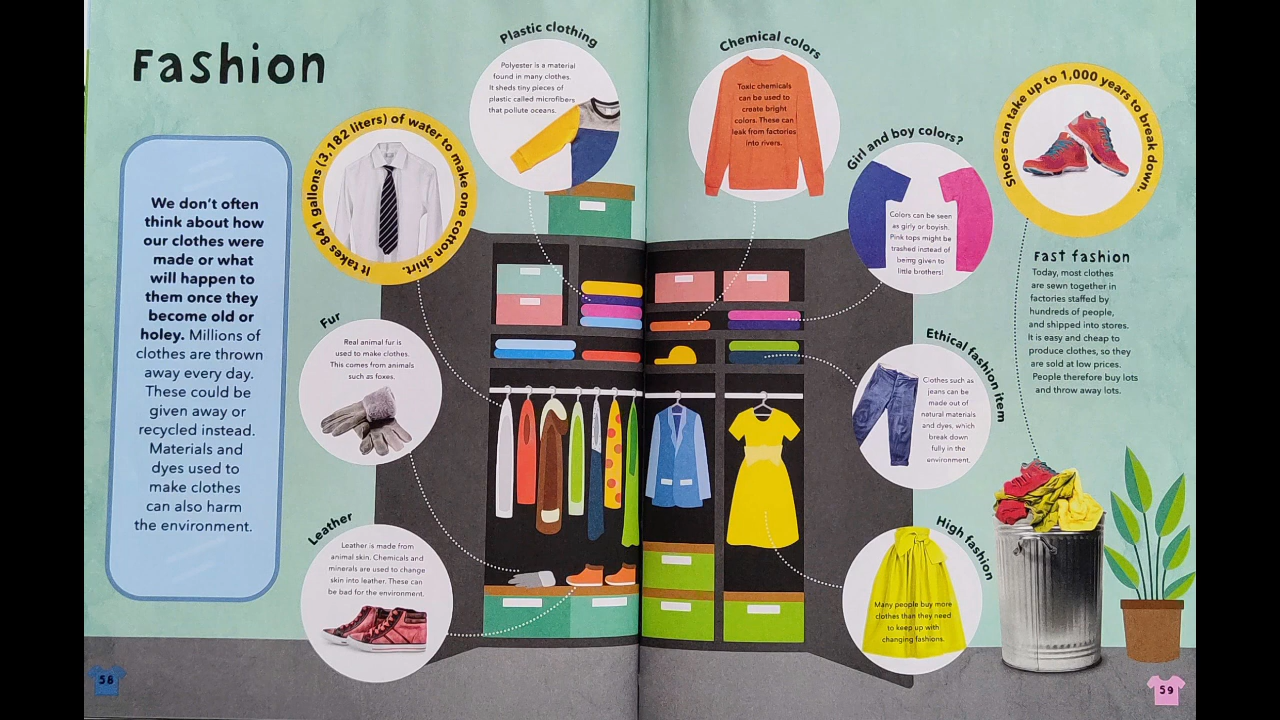 Fashion
We don't often
think about how
our clothes were
made or what
will happen to
them once they
become old or
holey. Millions of
clothes are thrown
away every day.
These could be
given away or
recycled instead.
Materials and
dyes used to
make clothes
can also harm
the environment.
It takes 841 gallons (3,182 liters) of water to make one cotton shirt.
Plastic clothing
Polyester is a material
found in many clothes.
It sheds tiny pieces of
plastic called microfibers
that pollute oceans.
Fur
Real animal fur is
used to make clothes.
This comes from animals
such as foxes.
Leather
Leather is made from
animal skin. Chemicals and
minerals are used to change
skin into leather. These can
be bad for the environment.
58
Chemical colors
Toxic chemicals
can be used to
create bright
colors. These can
leak from factories
into rivers.
Girl and boy colors?
Colors can be seen
as girly or boyish.
Pink tops might be
trashed instead of
being given to
little brothers!
Shoes can take up to 1,000 years to break down.
Fast fashion
Today, most clothes
are sewn together in
factories staffed by
hundreds of people,
and shipped into stores.
It is easy and cheap to
produce clothes, so they
are sold at low prices.
People therefore buy lots
and throw away lots.
Ethical fashion item
Clothes such as
jeans can be
made out of
natural materials
and dyes, which
break down
fully in the
environment.
High fashion
Many people buy more
clothes than they need
to keep up with
changing fashions.
59